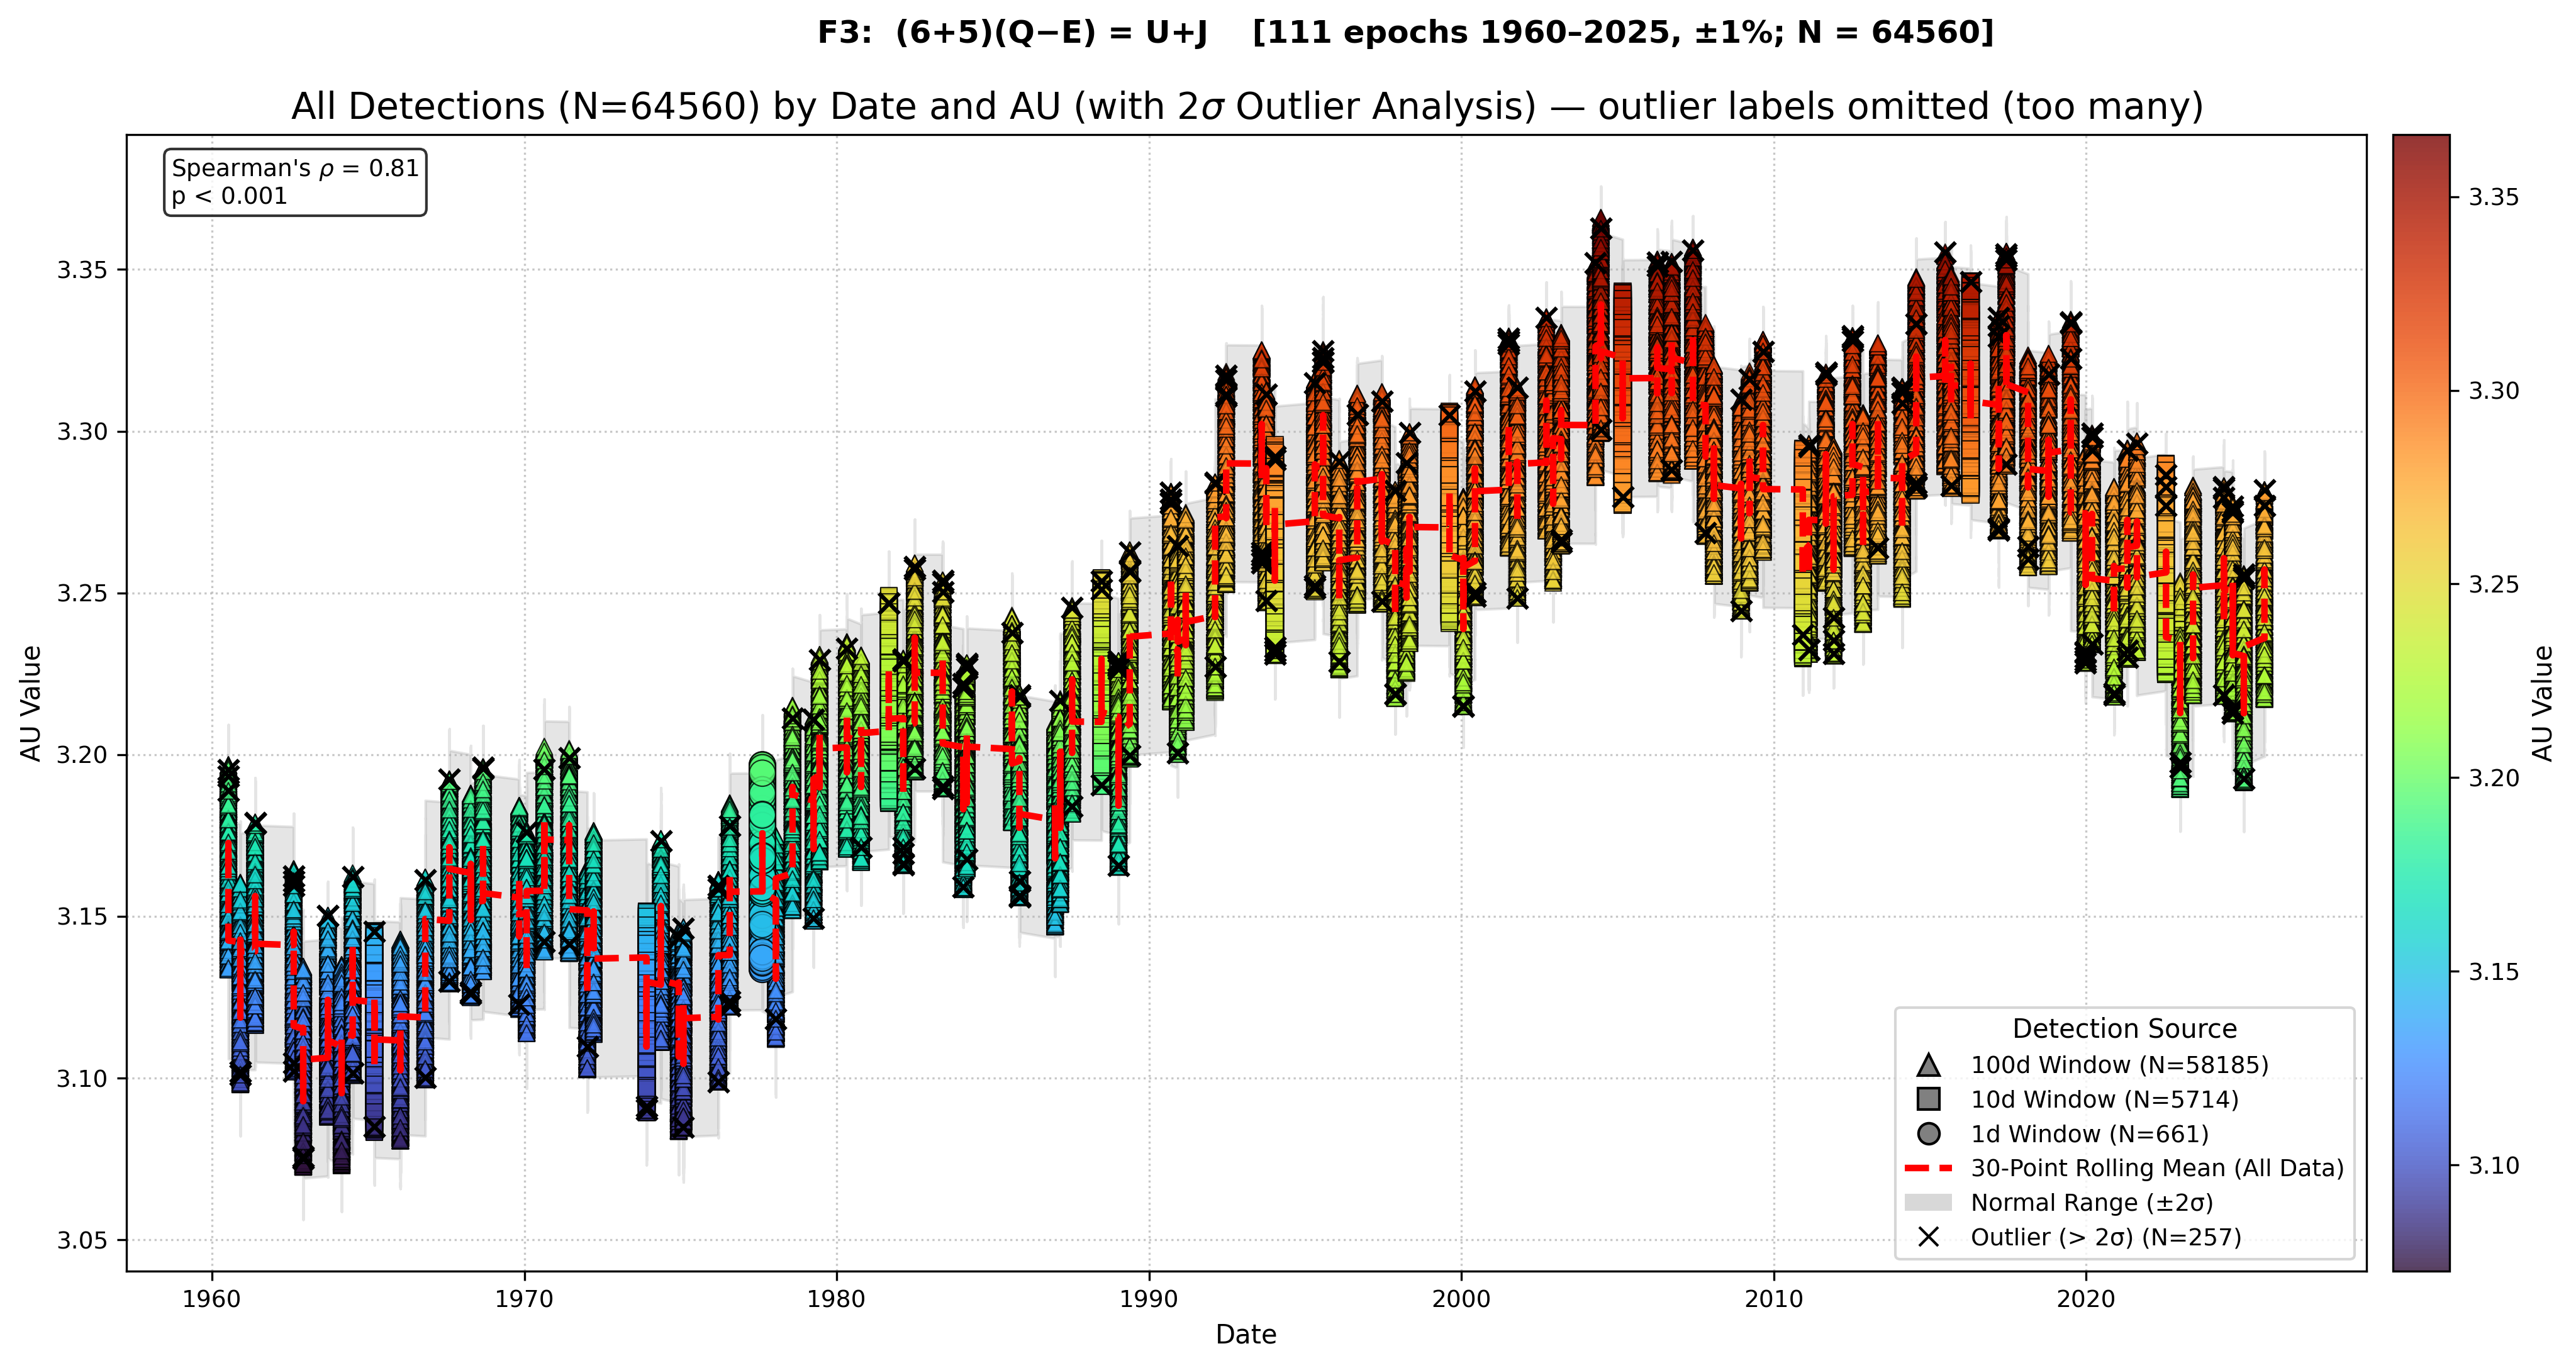 F3:  (6+5)(Q−E) = U+J    [111 epochs 1960–2025, ±1%; N = 64560]
All Detections (N=64560) by Date and AU (with 2σ Outlier Analysis) — outlier labels omitted (too many)
Spearman's ρ = 0.81
p < 0.001
AU Value
3.35
3.30
3.25
3.20
3.15
3.10
3.05
1960
1970
1980
1990
2000
2010
2020
Date
Detection Source
100d Window (N=58185)
10d Window (N=5714)
1d Window (N=661)
30-Point Rolling Mean (All Data)
Normal Range (±2σ)
Outlier (> 2σ) (N=257)
3.35
3.30
3.25
3.20
3.15
3.10
AU Value